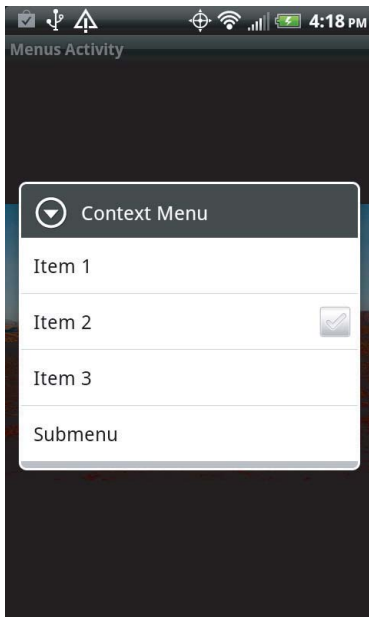 4:18 PM
Menus Activity
Context Menu
Item 1
Item 2
Item 3
Submenu